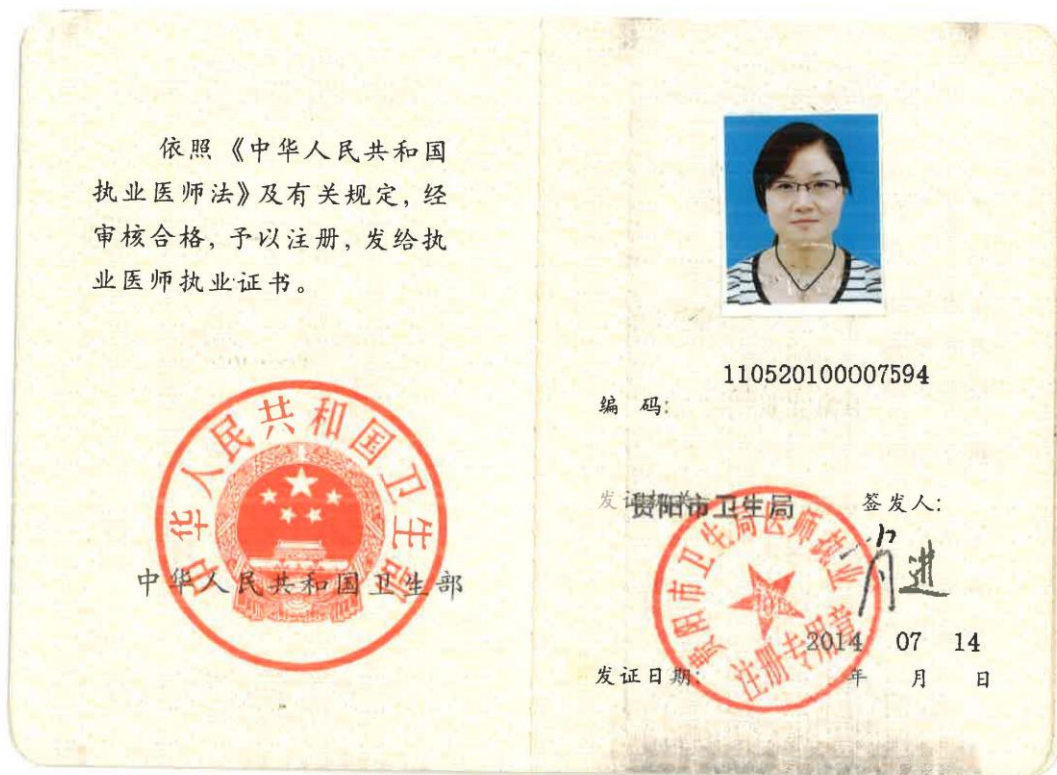 依照《中华人民共和国
执业医师法》及有关规定,经
审核合格,予以注册,发给执
业医师执业证书。
中华人民共和国卫生部
中华人民共和国卫生部
110520100007594
编 码:
发证机关:
贵阳市卫生局
签发人:
贵阳市卫生局医师执业
注册专用章
2014 07 14
发证日期: 年 月 日